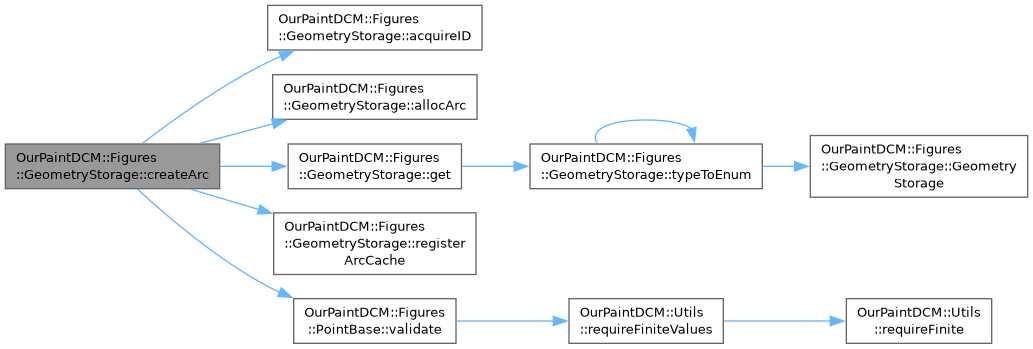 OurPaintDCM::Figures
::GeometryStorage::acquireID
OurPaintDCM::Figures
::GeometryStorage::allocArc
OurPaintDCM::Figures
::GeometryStorage::createArc
OurPaintDCM::Figures
::GeometryStorage::get
OurPaintDCM::Figures
::GeometryStorage::typeToEnum
OurPaintDCM::Figures
::GeometryStorage::Geometry
Storage
OurPaintDCM::Figures
::GeometryStorage::register
ArcCache
OurPaintDCM::Figures
::PointBase::validate
OurPaintDCM::Utils
::requireFiniteValues
OurPaintDCM::Utils
::requireFinite